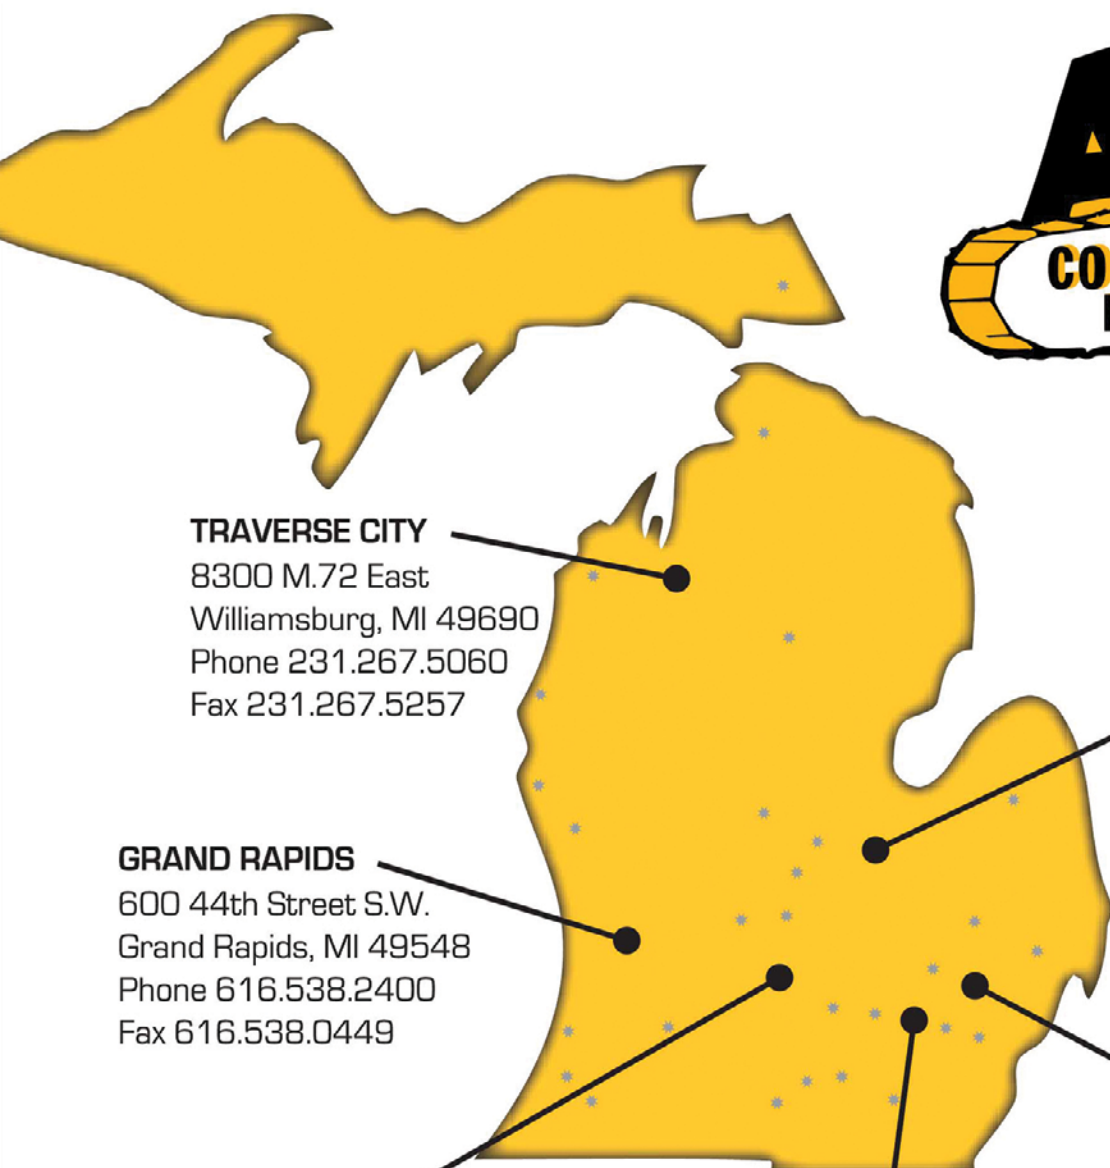 CO
TRAVERSE CITY
8300 M.72 East
Williamsburg, MI 49690
Phone 231.267.5060
Fax 231.267.5257
GRAND RAPIDS
600 44th Street S.W.
Grand Rapids, MI 49548
Phone 616.538.2400
Fax 616.538.0449